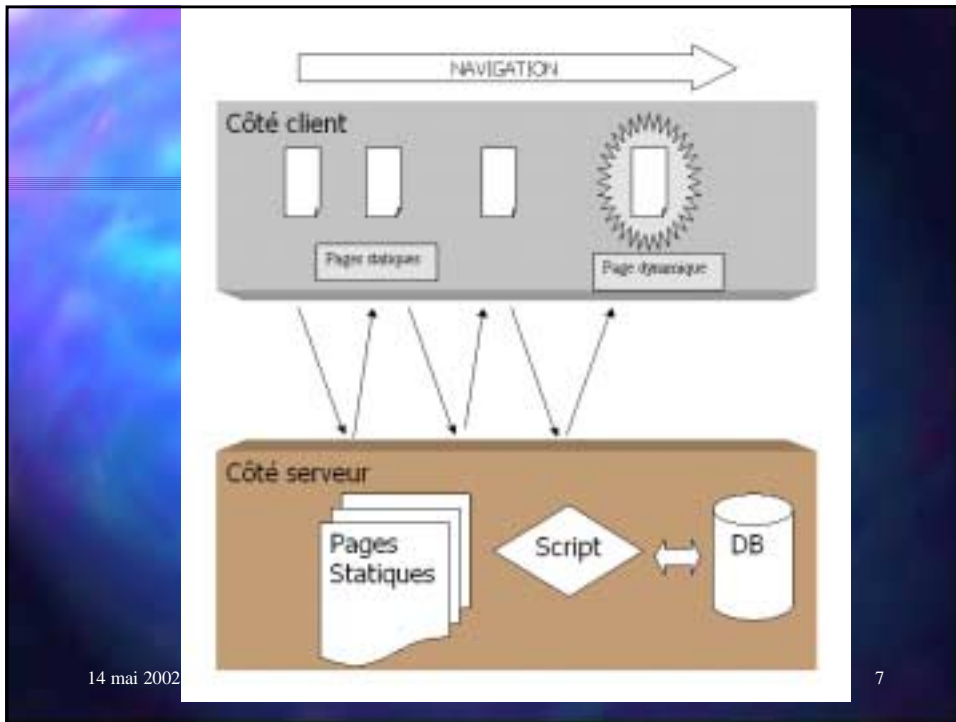 NAVIGATION
Côté client
Pages statiques
Page dynamique
Côté serveur
Pages
Statiques
Script
DB
14 mai 2002
7